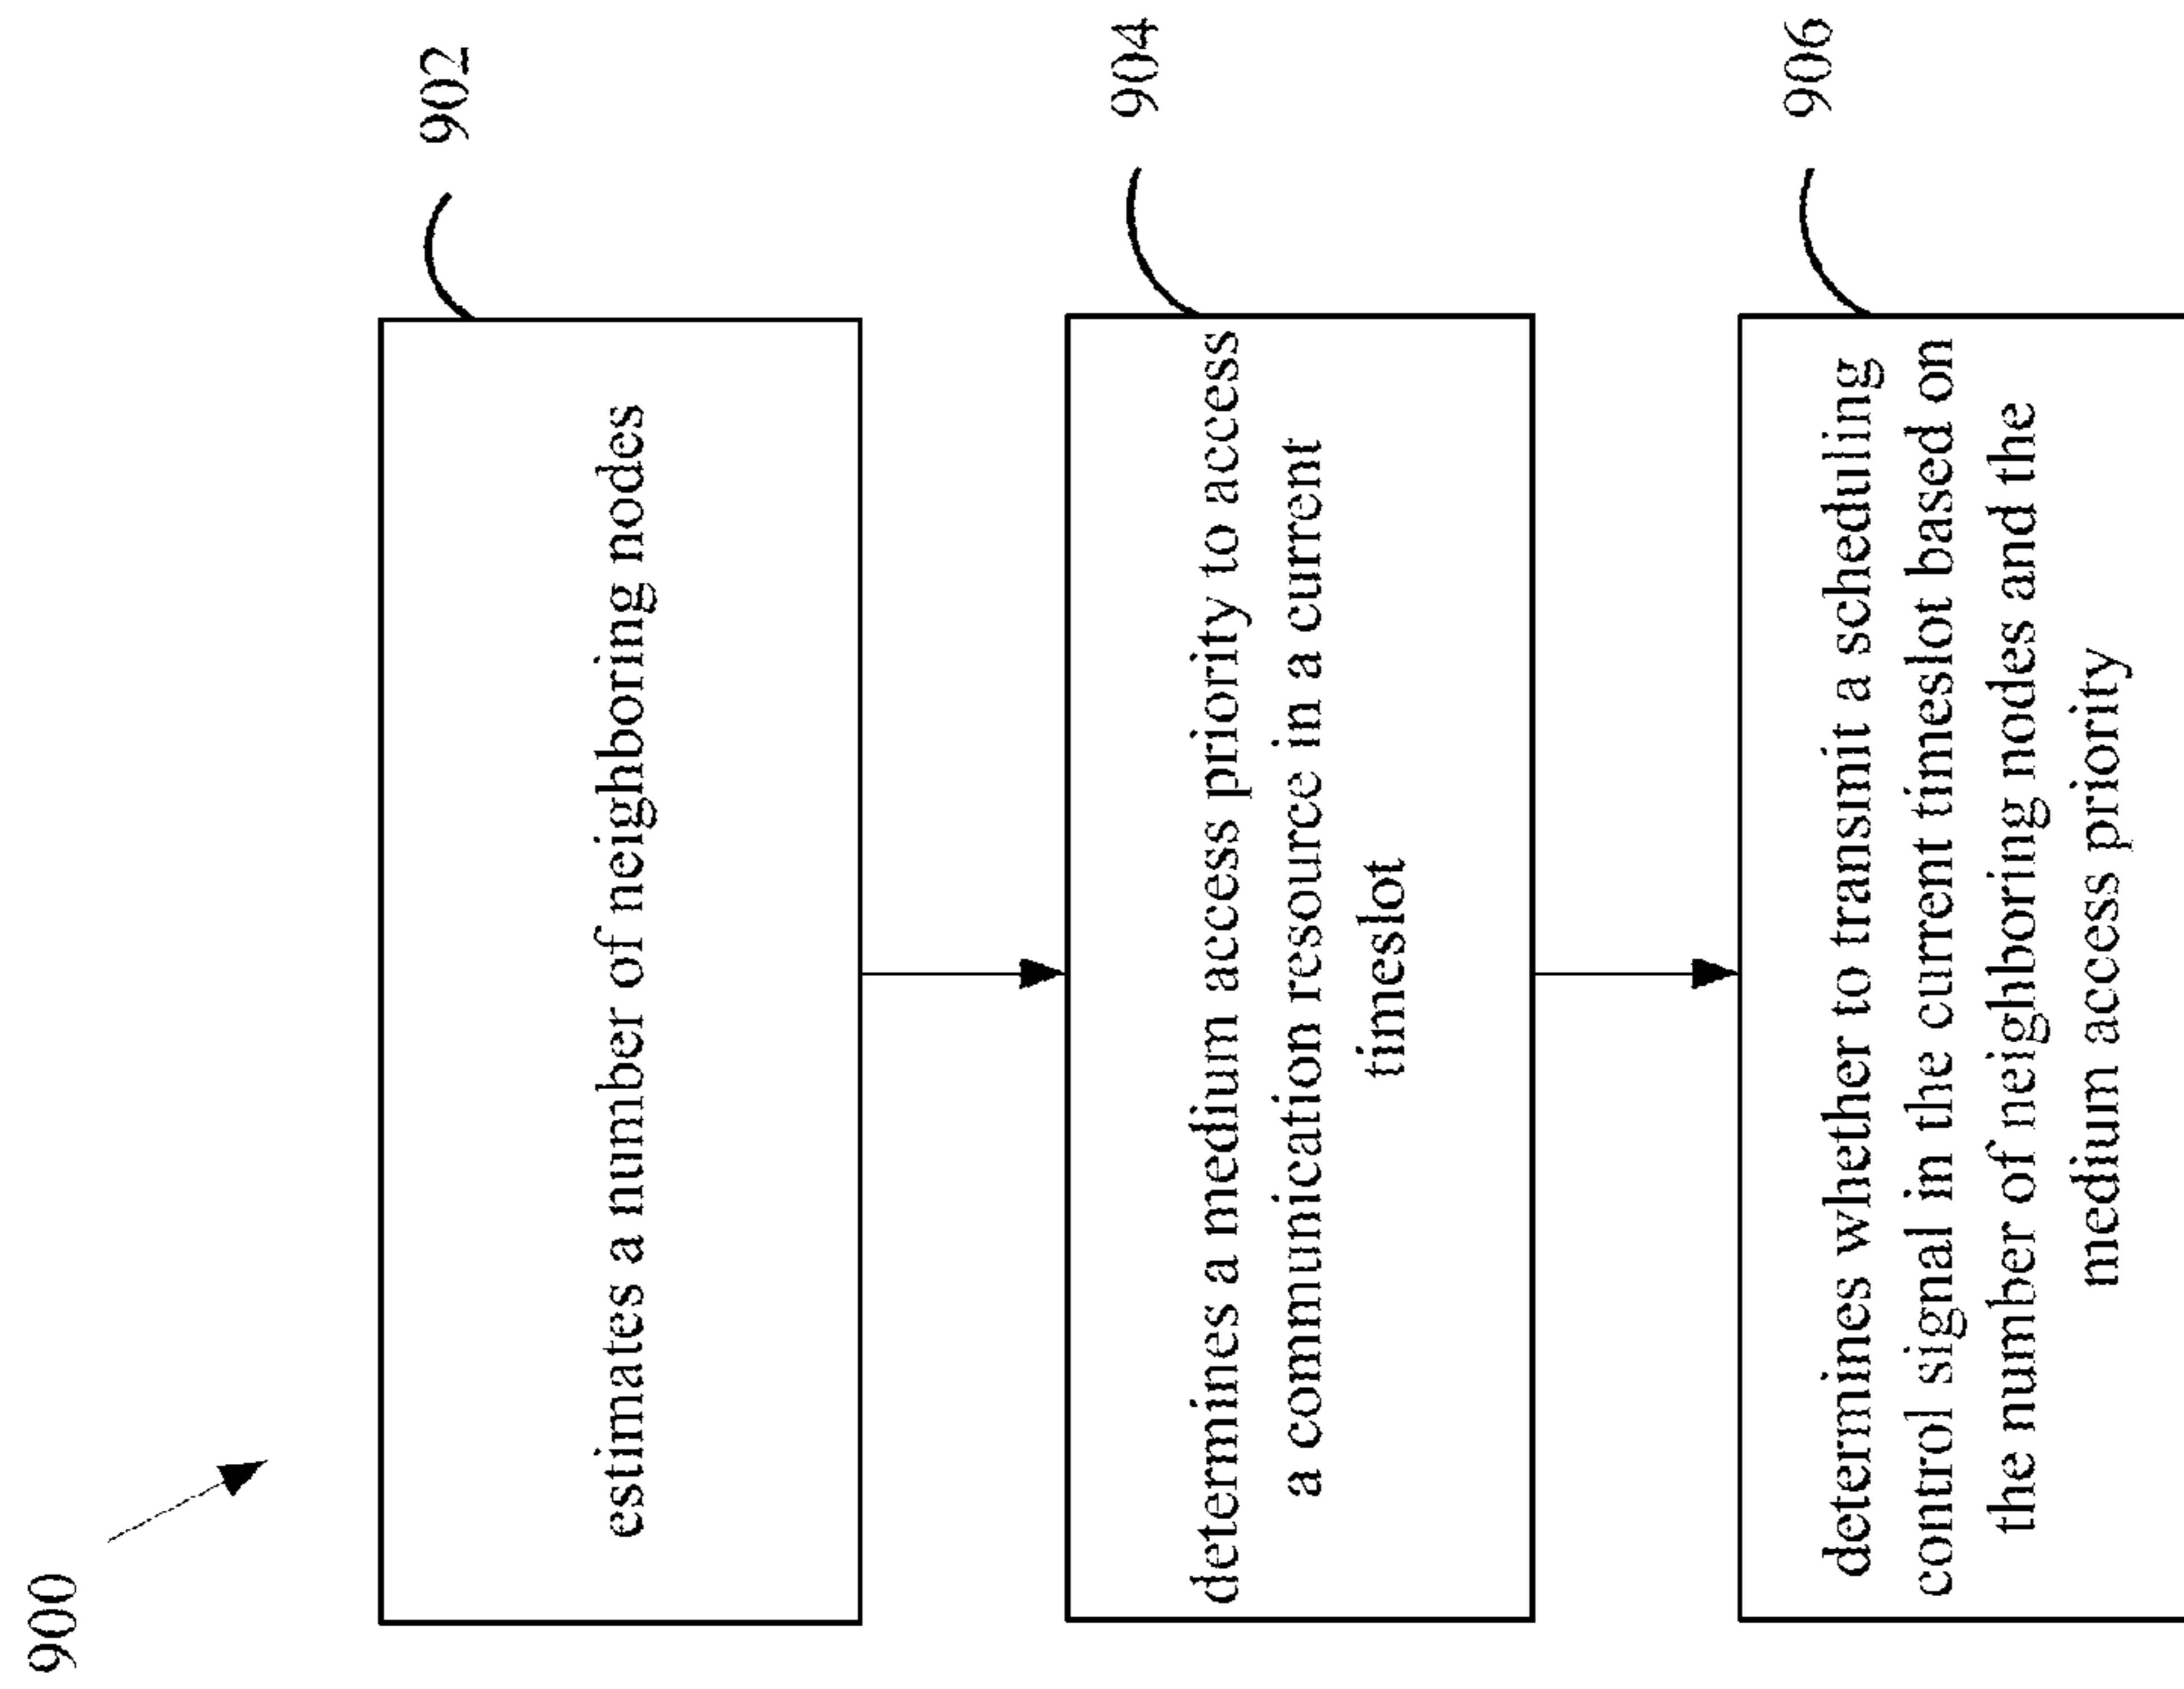 900
902
estimates a number of neighboring nodes
904
determines a medium access priority to access
a communication resource in a current
timeslot
906
determines whether to transmit a scheduling
control signal in the current timeslot based on
the number of neighboring nodes and the
medium access priority